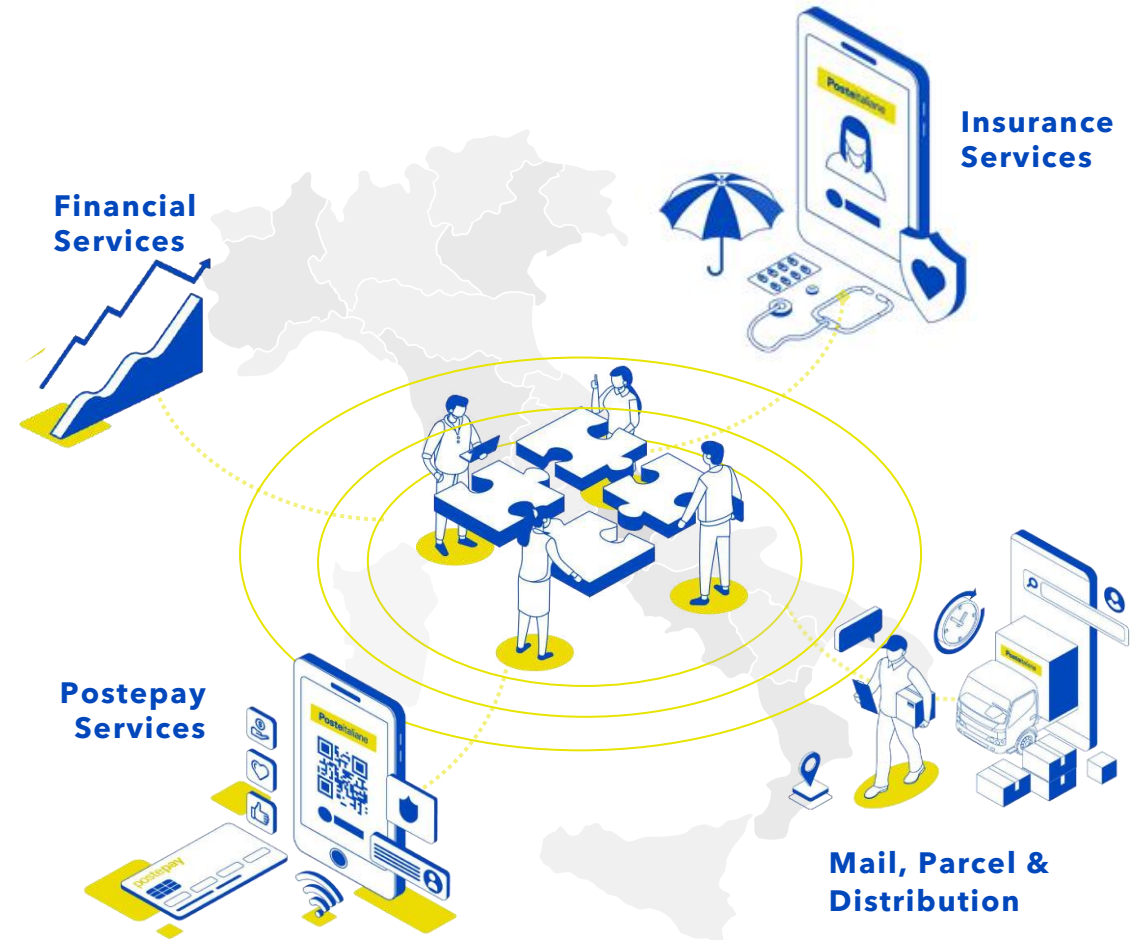 Insurance
Services
Posteitaliane
Financial
Services
Postepay
Services
Posteitaliane
postepay
Posteitaliane
Mail, Parcel &
Distribution